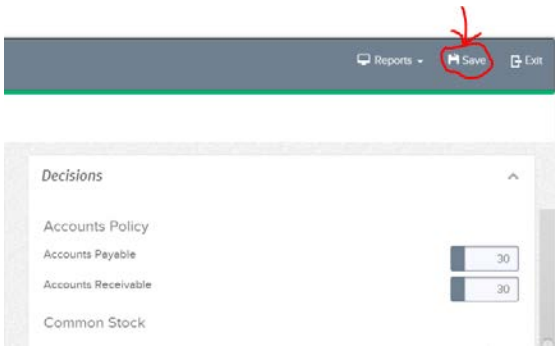 Reports Save Exit
Decisions
Accounts Policy
Accounts Payable 30
Accounts Receivable 30
Common Stock